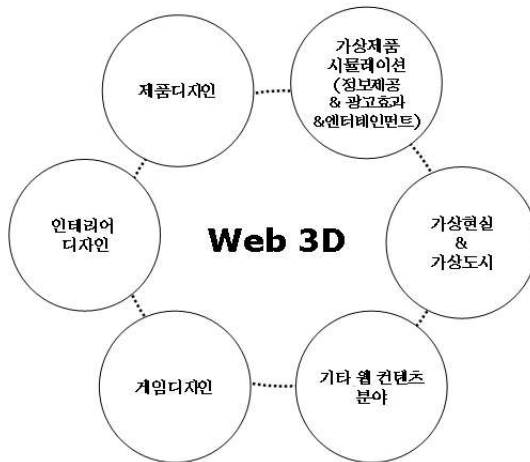 제품디자인
가상제품
시뮬레이션
(정보제공
& 광고효과
&엔터테인먼트)
인테리어
디자인
Web 3D
가상현실
&
가상도시
게임디자인
기타 웹 컨텐츠
분야